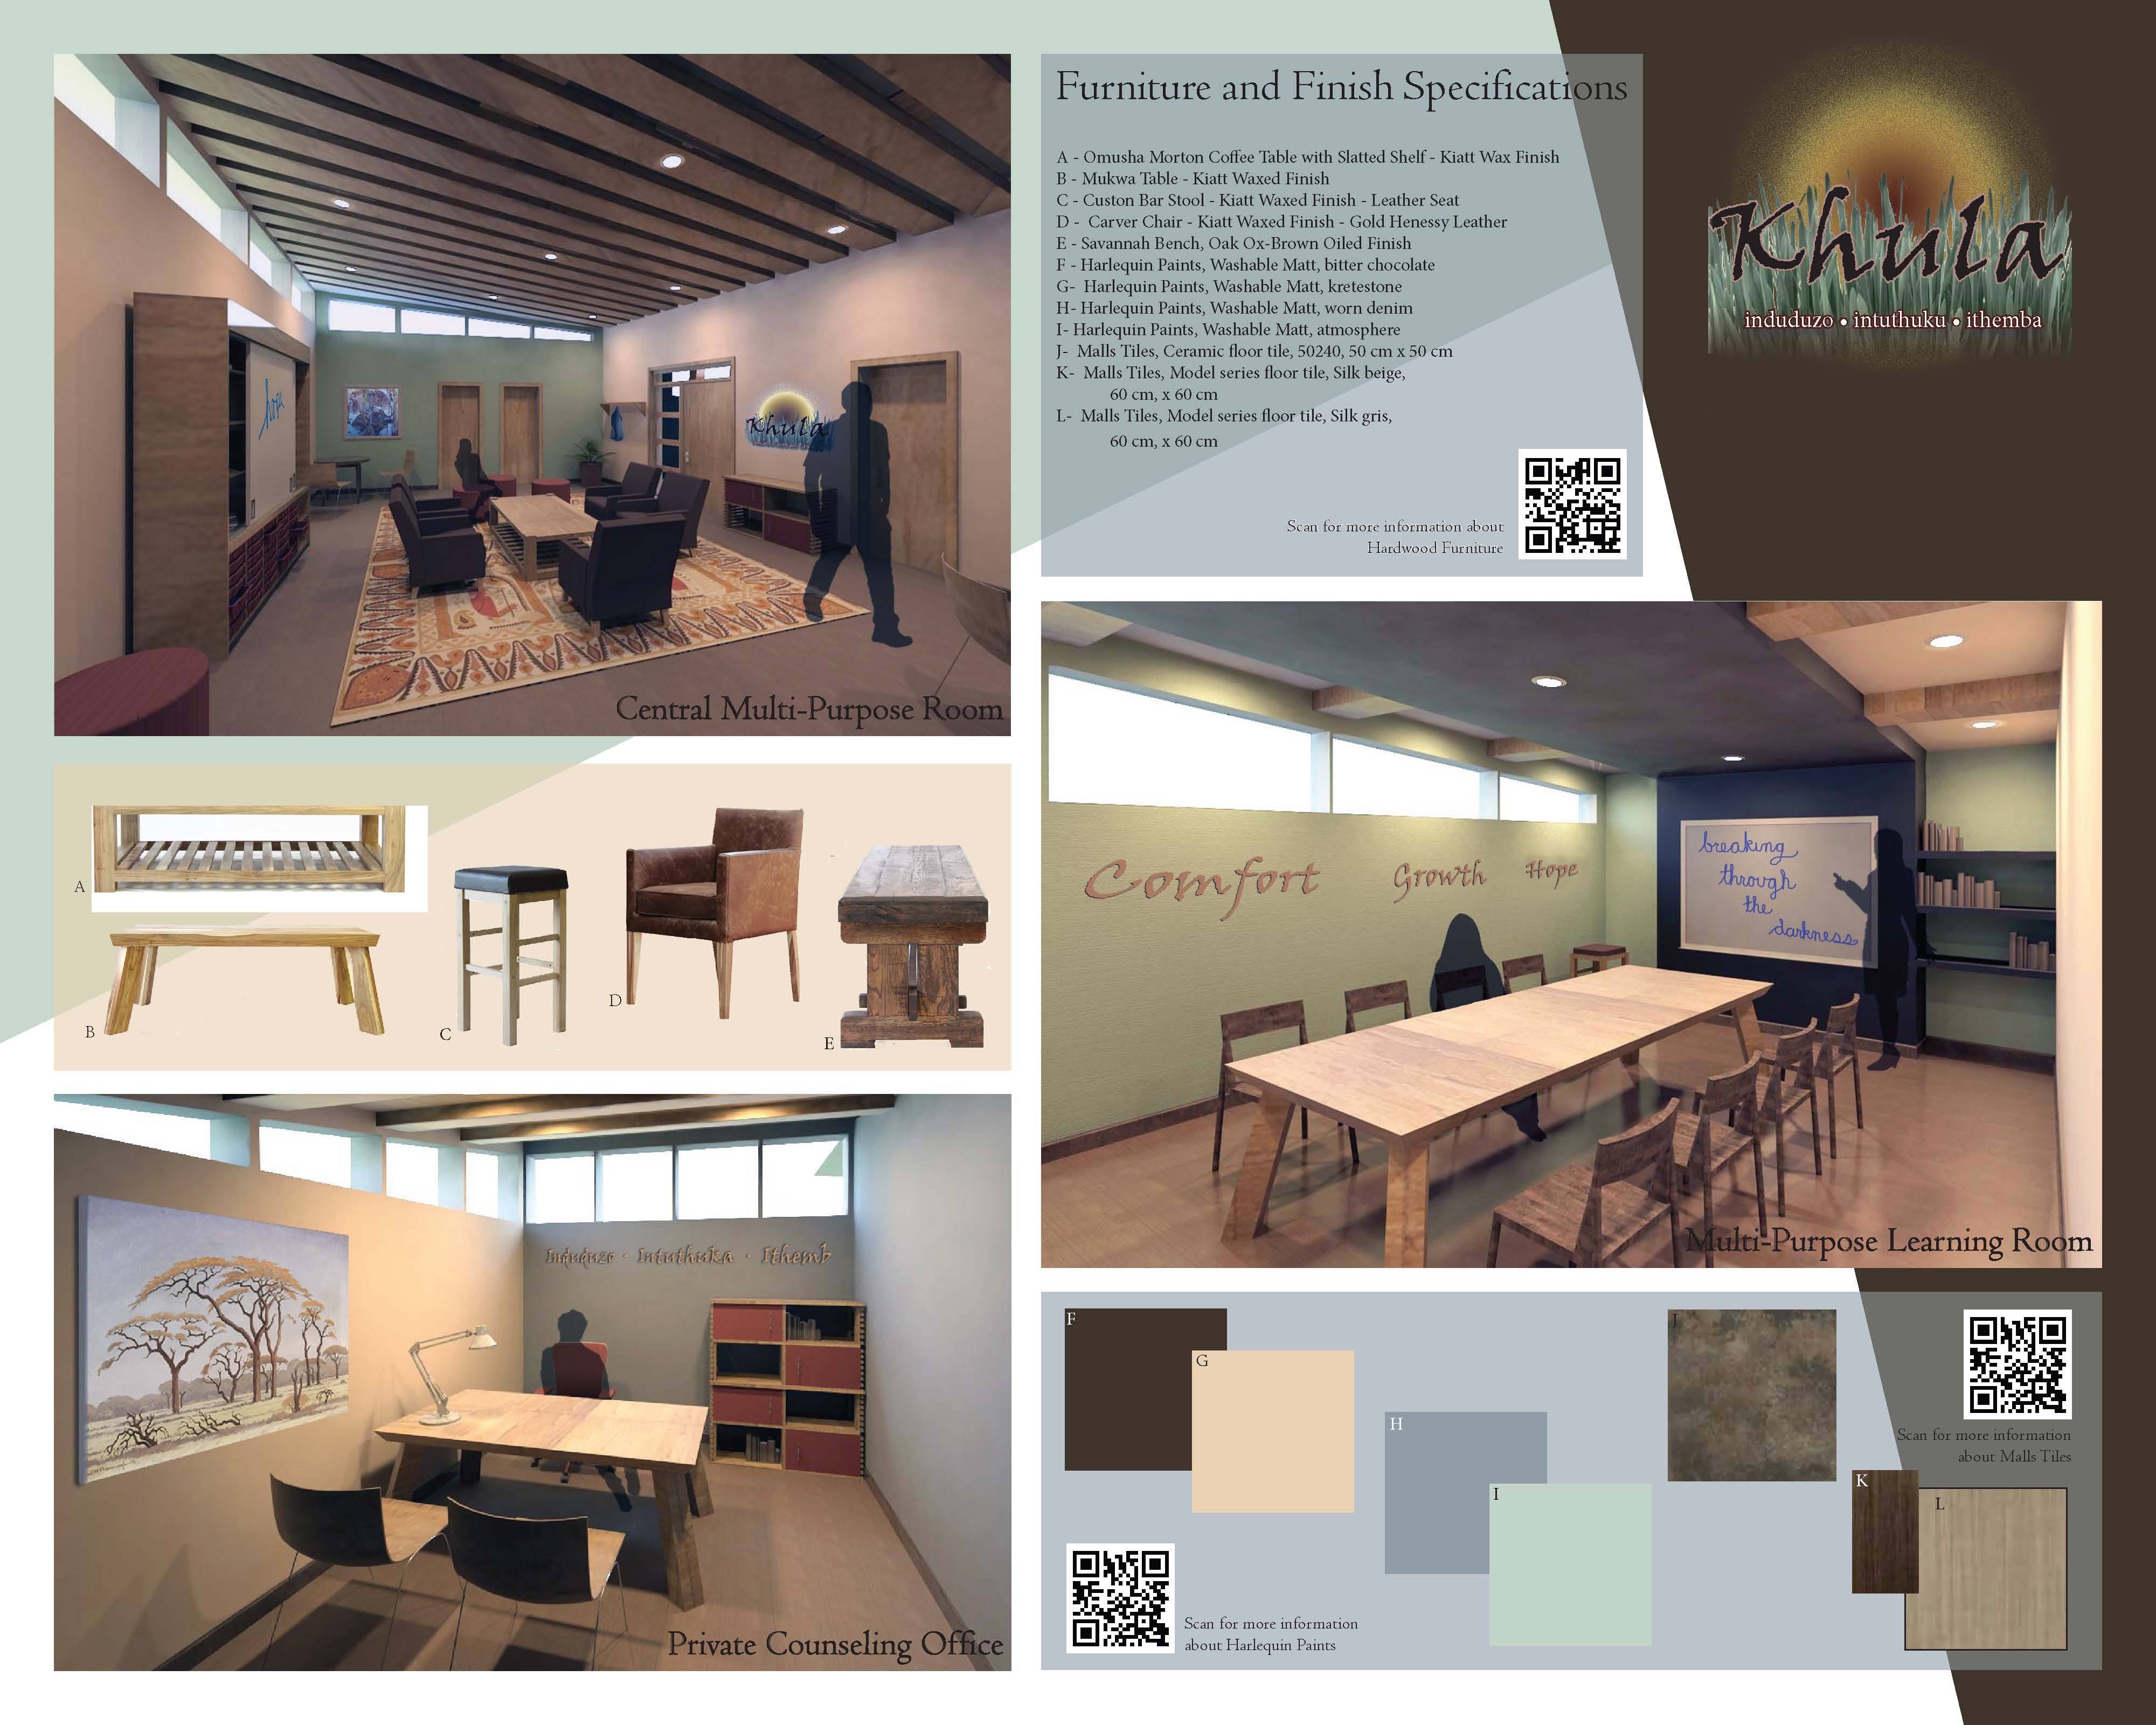 Furniture and Finish Specifications
A - Omusha Morton Coffee Table with Slatted Shelf - Kiatt Wax Finish
B - Mukwa Table - Kiatt Waxed Finish
C - Custon Bar Stool - Kiatt Waxed Finish - Leather Seat
D - Carver Chair - Kiatt Waxed Finish - Gold Henessy Leather
E - Savannah Bench, Oak Ox-Brown Oiled Finish
F - Harlequin Paints, Washable Matt, bitter chocolate
G- Harlequin Paints, Washable Matt, kretestone
H- Harlequin Paints, Washable Matt, worn denim
I- Harlequin Paints, Washable Matt, atmosphere
J- Malls Tiles, Ceramic floor tile, 50240, 50 cm x 50 cm
K- Malls Tiles, Model series floor tile, Silk beige,
60 cm, x 60 cm
L- Malls Tiles, Model series floor tile, Silk gris,
60 cm, x 60 cm
Scan for more information about
Hardwood Furniture
Khula
induduzo • intuthuku • ithemba
hope
Khula
Central Multi-Purpose Room
A
B
C
D
E
Comfort Growth Hope
breaking
through
the
darkness
Multi-Purpose Learning Room
Induduzo · Intuthuka · Ithemb
Private Counseling Office
F
G
H
I
J
K
L
Scan for more information
about Malls Tiles
Scan for more information
about Harlequin Paints